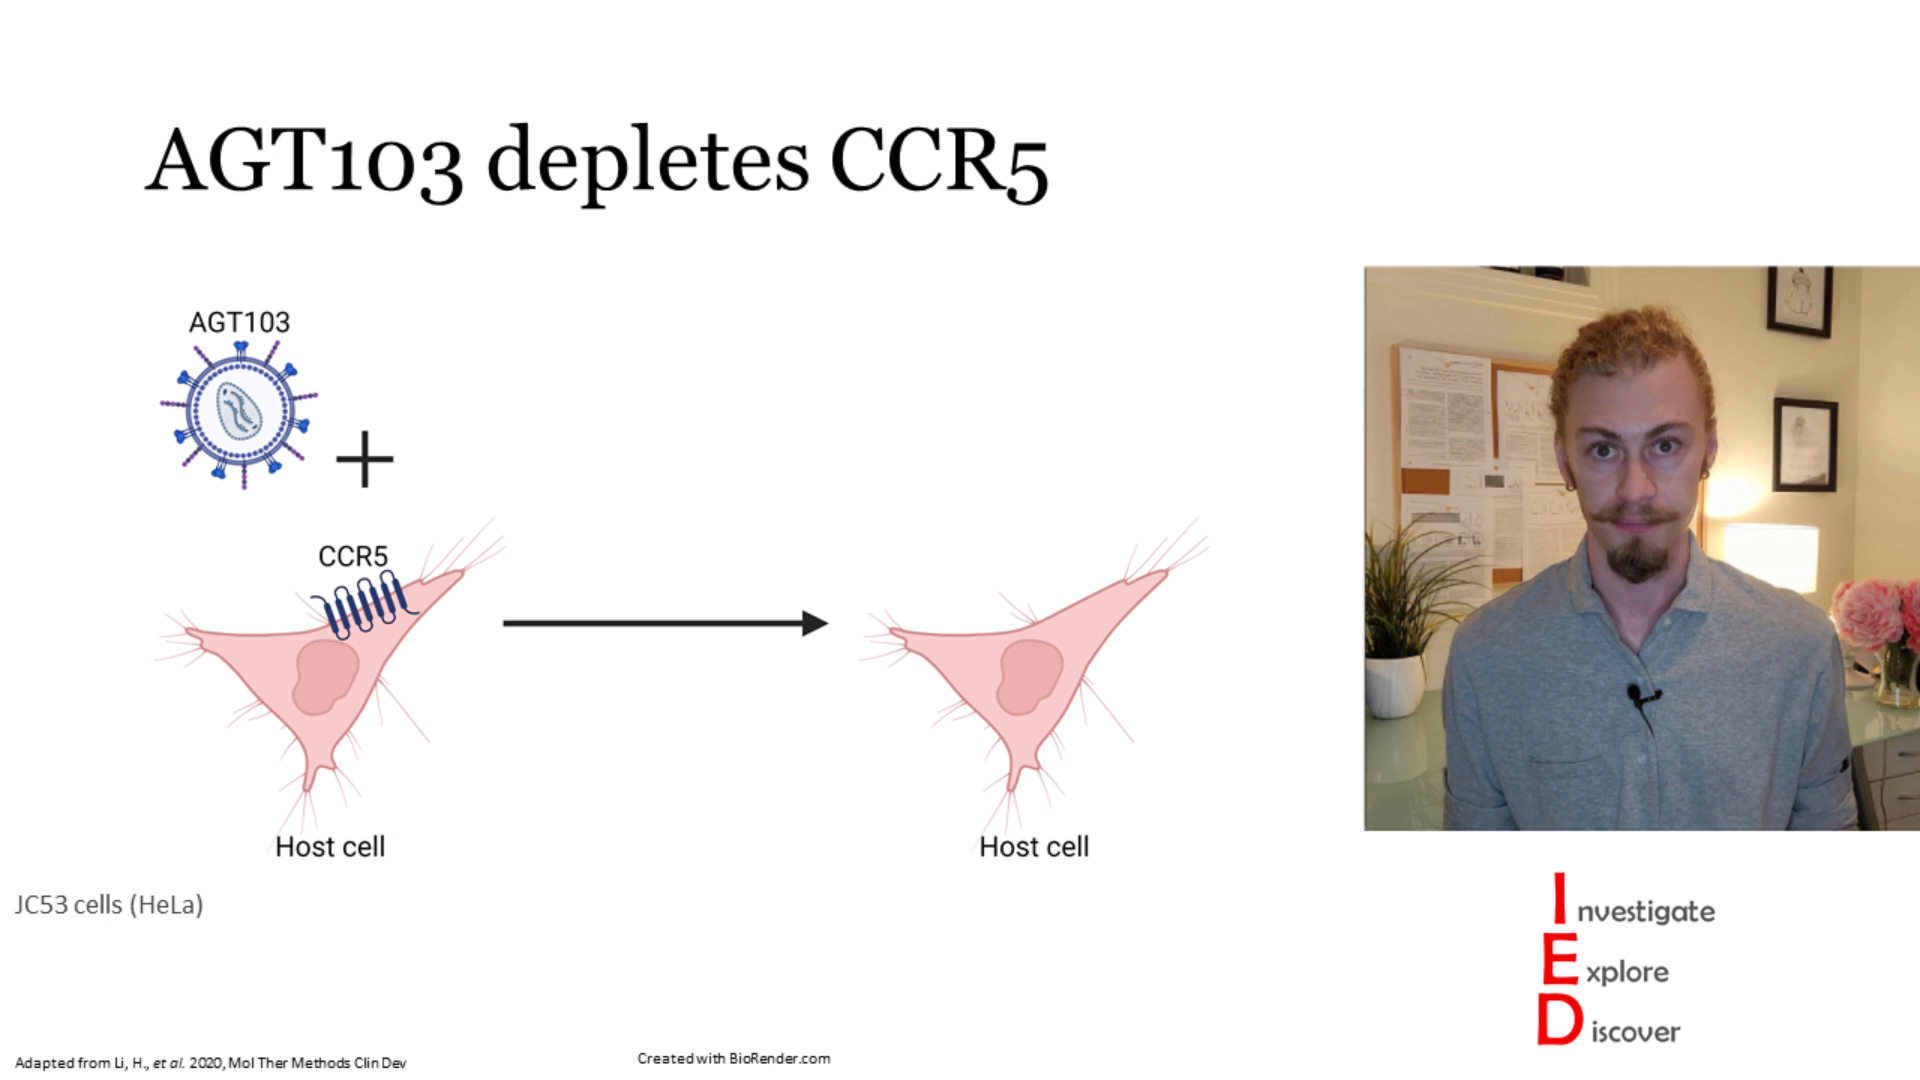 AGT103 depletes CCR5
AGT103
CCR5
Host cell
Host cell
JC53 cells (HeLa)
Investigate
Explore
Discover
Adapted from Li, H., et al. 2020, Mol Ther Methods Clin Dev
Created with BioRender.com